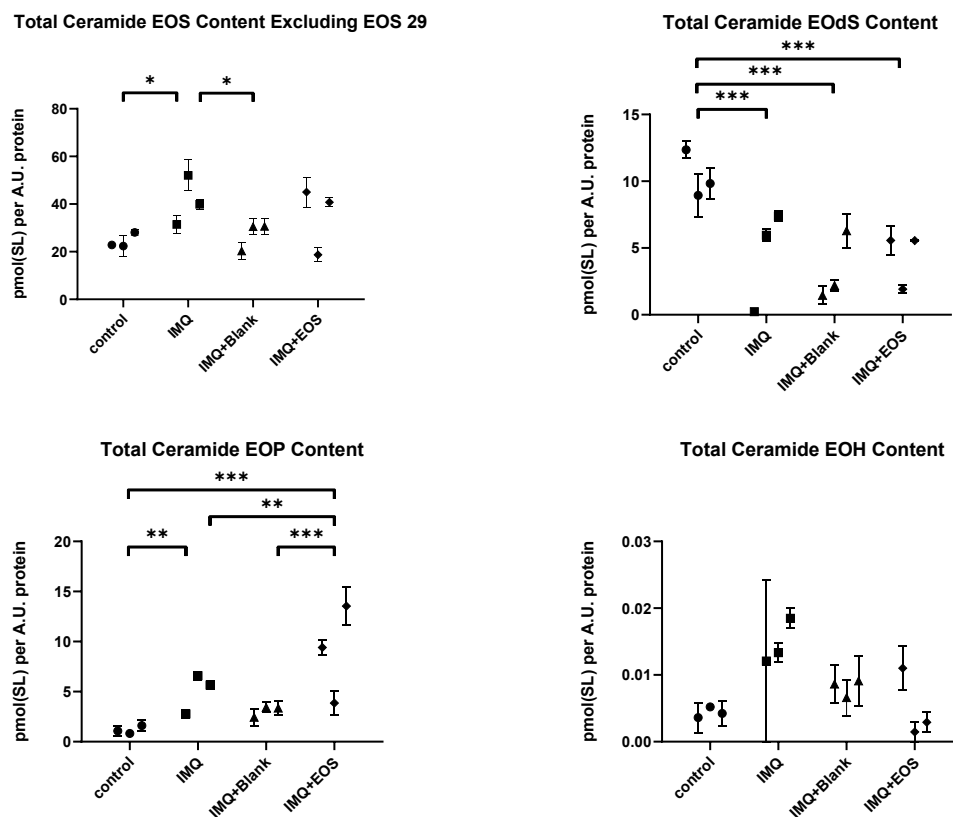 Total Ceramide EOS Content Excluding EOS 29
* *
pmol(SL) per A.U. protein
80
60
40
20
0
control IMQ IMQ+Blank IMQ+EOS
Total Ceramide EOdS Content
***
***
***
pmol(SL) per A.U. protein
15
10
5
0
control IMQ IMQ+Blank IMQ+EOS
Total Ceramide EOP Content
***
**
** ***
pmol(SL) per A.U. protein
20
15
10
5
0
control IMQ IMQ+Blank IMQ+EOS
Total Ceramide EOH Content
pmol(SL) per A.U. protein
0.03
0.02
0.01
0.00
control IMQ IMQ+Blank IMQ+EOS